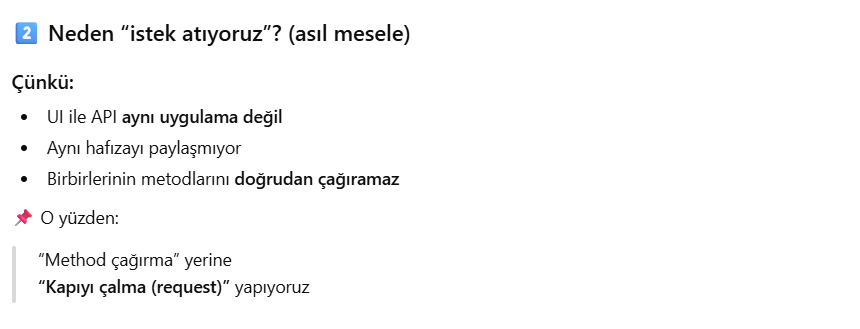 2️⃣ Neden “istek atıyoruz”? (asıl mesele)
Çünkü:
• UI ile API aynı uygulama değil
• Aynı hafızayı paylaşmıyor
• Birbirlerinin metodlarını doğrudan çağıramaz
📌 O yüzden:
“Method çağırma” yerine
“Kapıyı çalma (request)” yapıyoruz